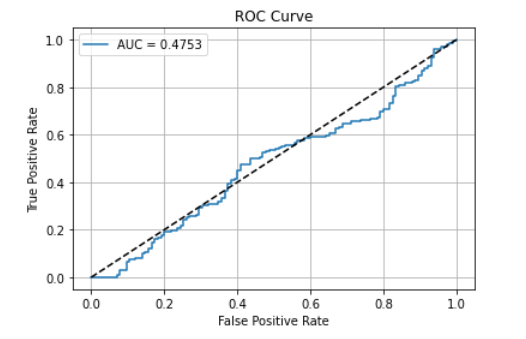 ROC Curve
AUC = 0.4753
True Positive Rate
1.0
0.8
0.6
0.4
0.2
0.0
0.0 0.2 0.4 0.6 0.8 1.0
False Positive Rate